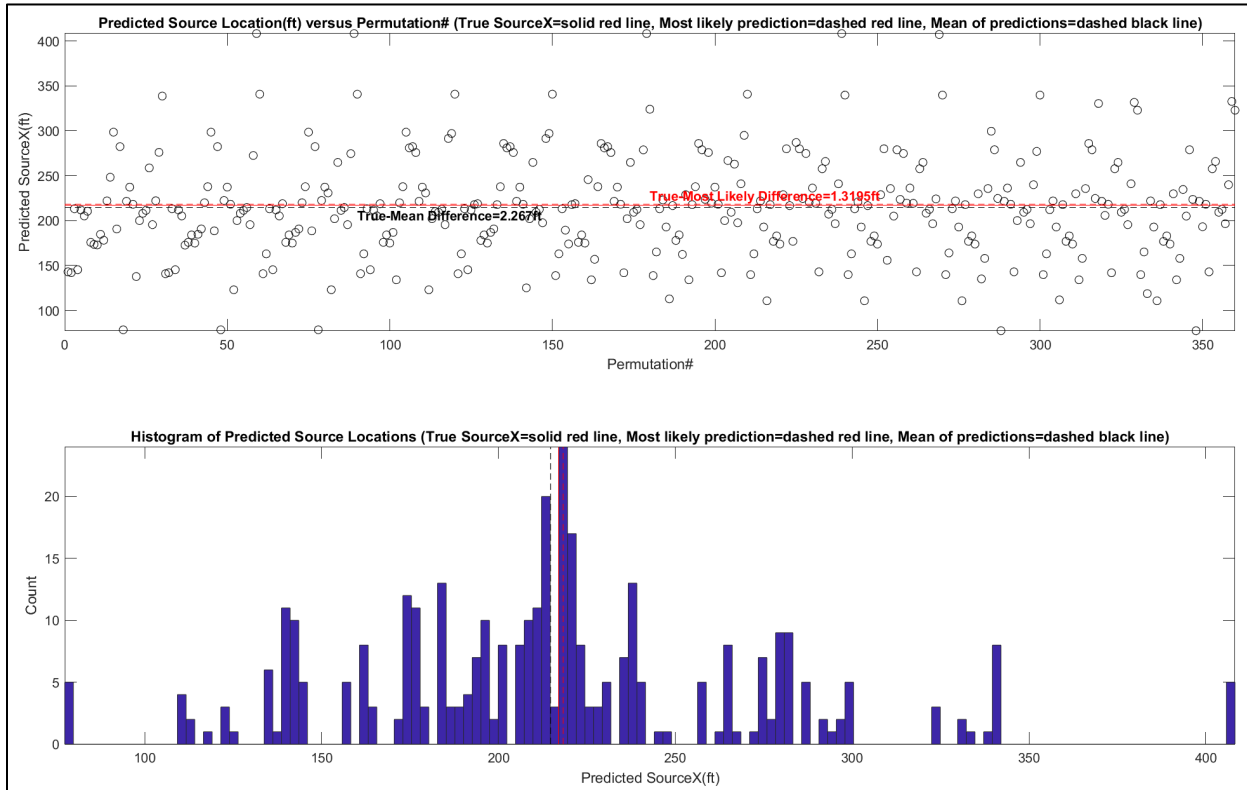 Predicted Source Location(ft) versus Permutation# (True SourceX=solid red line, Most likely prediction=dashed red line, Mean of predictions=dashed black line)
Predicted SourceX(ft)
400
350
300
250
200
150
100
True-Most Likely Difference=1.3195ft
True-Mean Difference=2.267ft
0 50 100 150 200 250 300 350
Permutation#
Histogram of Predicted Source Locations (True SourceX=solid red line, Most likely prediction=dashed red line, Mean of predictions=dashed black line)
Count
20
15
10
5
0
100 150 200 250 300 350 400
Predicted SourceX(ft)